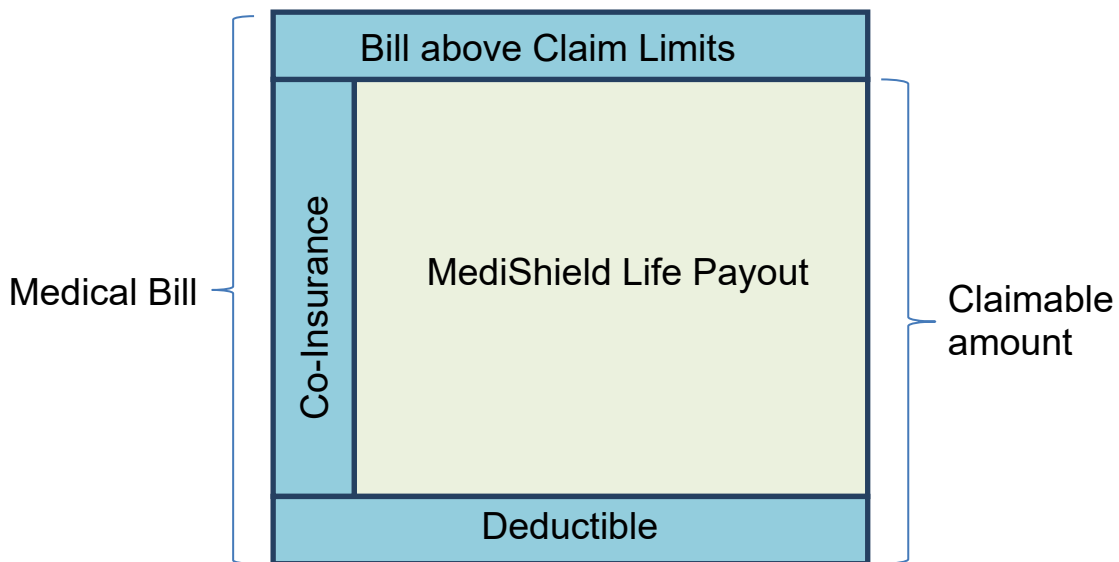 Bill above Claim Limits
Medical Bill
Co-Insurance
MediShield Life Payout
Claimable
amount
Deductible